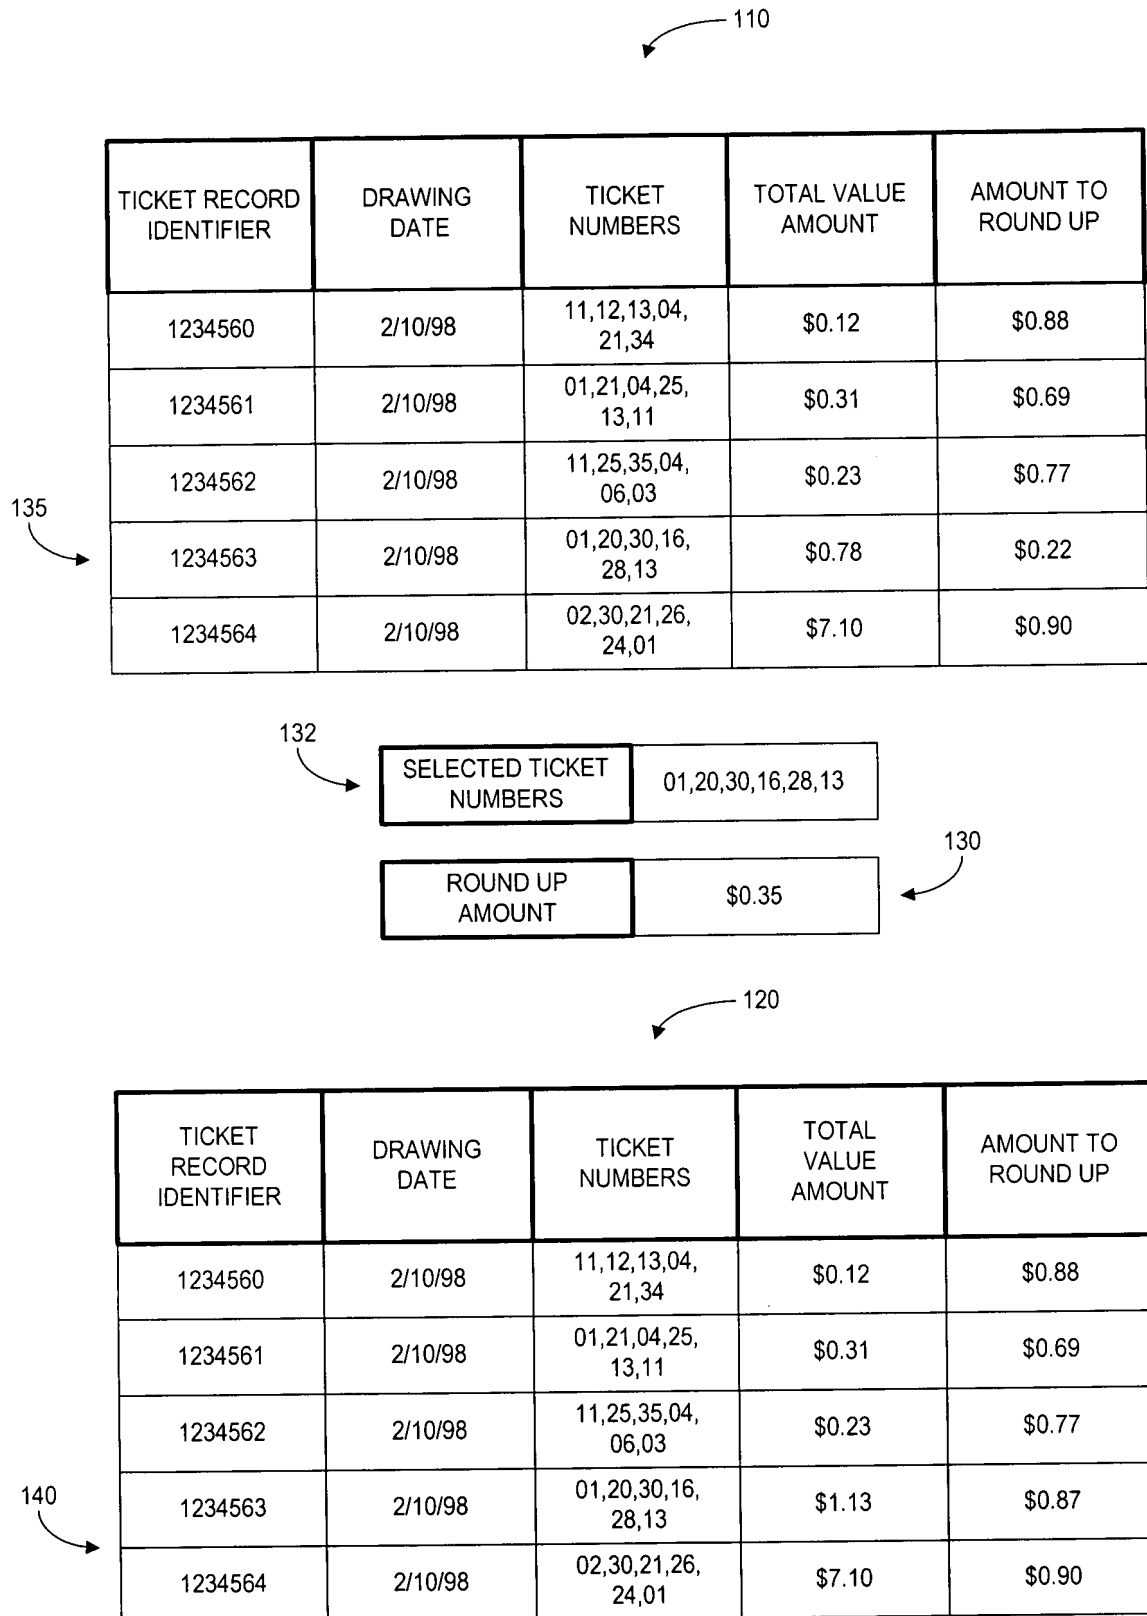 110
TICKET RECORD
IDENTIFIER
DRAWING
DATE
TICKET
NUMBERS
TOTAL VALUE
AMOUNT
AMOUNT TO
ROUND UP
1234560
2/10/98
11,12,13,04,
21,34
$0.12
$0.88
1234561
2/10/98
01,21,04,25,
13,11
$0.31
$0.69
1234562
2/10/98
11,25,35,04,
06,03
$0.23
$0.77
135
1234563
2/10/98
01,20,30,16,
28,13
$0.78
$0.22
1234564
2/10/98
02,30,21,26,
24,01
$7.10
$0.90
132
SELECTED TICKET
NUMBERS
01,20,30,16,28,13
130
ROUND UP
AMOUNT
$0.35
120
TICKET
RECORD
IDENTIFIER
DRAWING
DATE
TICKET
NUMBERS
TOTAL
VALUE
AMOUNT
AMOUNT TO
ROUND UP
1234560
2/10/98
11,12,13,04,
21,34
$0.12
$0.88
1234561
2/10/98
01,21,04,25,
13,11
$0.31
$0.69
1234562
2/10/98
11,25,35,04,
06,03
$0.23
$0.77
140
1234563
2/10/98
01,20,30,16,
28,13
$1.13
$0.87
1234564
2/10/98
02,30,21,26,
24,01
$7.10
$0.90